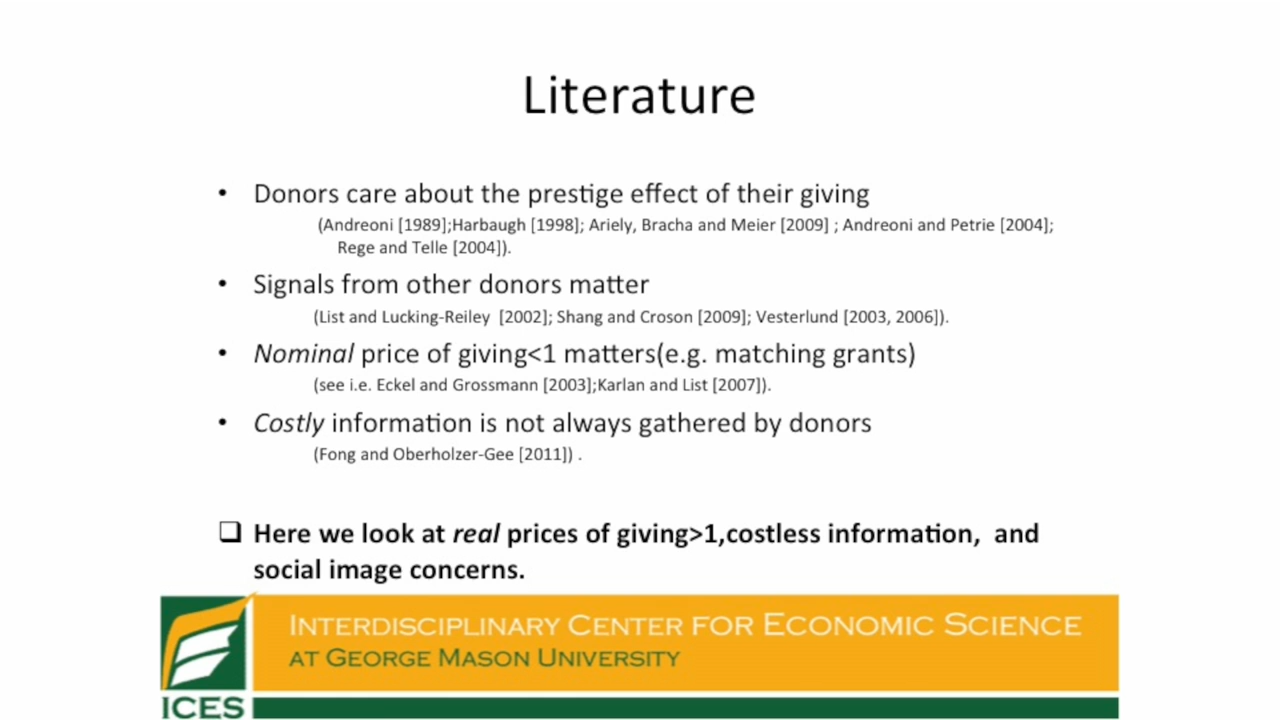 Literature
• Donors care about the prestige effect of their giving
(Andreoni [1989];Harbaugh [1998]; Ariely, Bracha and Meier [2009] ; Andreoni and Petrie [2004];
Rege and Telle [2004]).
• Signals from other donors matter
(List and Lucking-Reiley [2002]; Shang and Croson [2009]; Vesterlund [2003, 2006]).
• Nominal price of giving<1 matters(e.g. matching grants)
(see i.e. Eckel and Grossmann [2003];Karlan and List [2007]).
• Costly information is not always gathered by donors
(Fong and Oberholzer-Gee [2011]) .
❑ Here we look at real prices of giving>1,costless information, and
social image concerns.
INTERDISCIPLINARY CENTER FOR ECONOMIC SCIENCE
AT GEORGE MASON UNIVERSITY
ICES